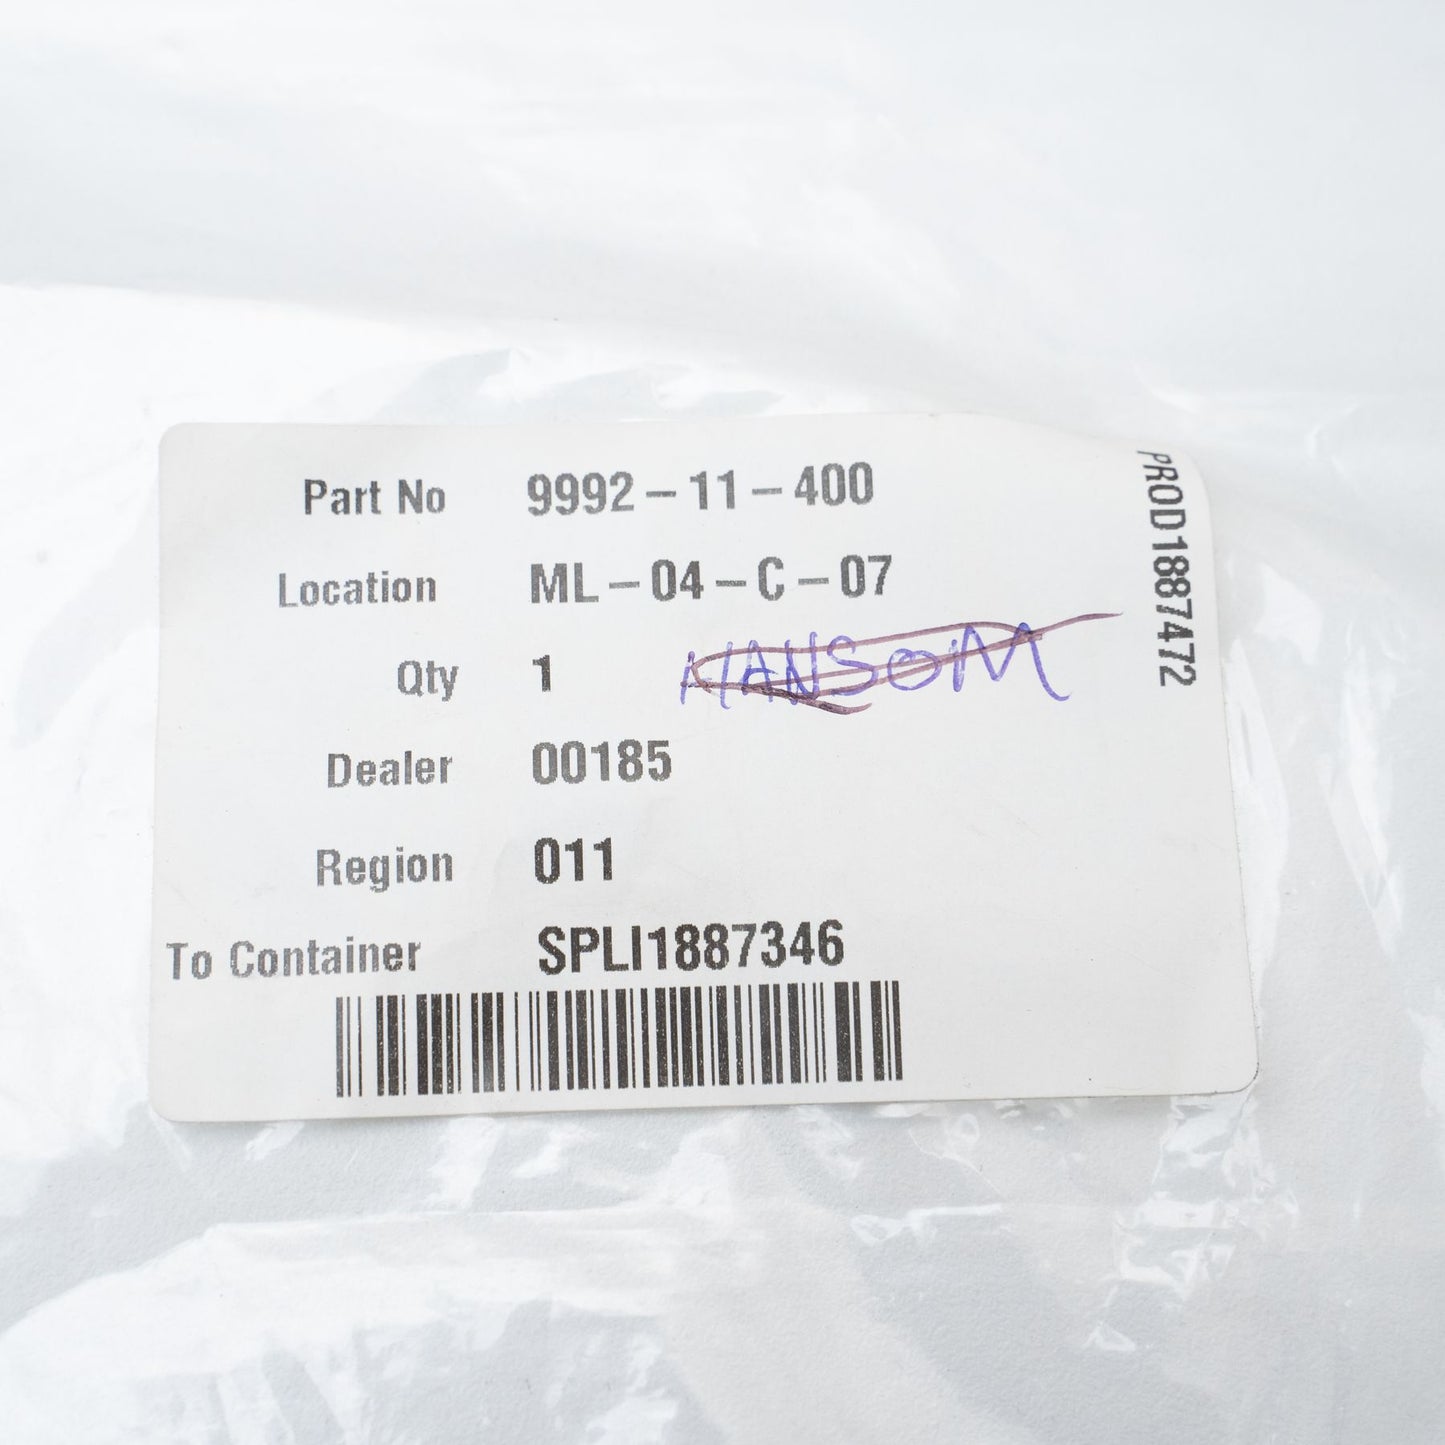 Part No 9992-11-400
Location ML-04-C-07
Qty 1 HANSOM
Dealer 00185
Region 011
To Container SPLI1887346
PROD1887472